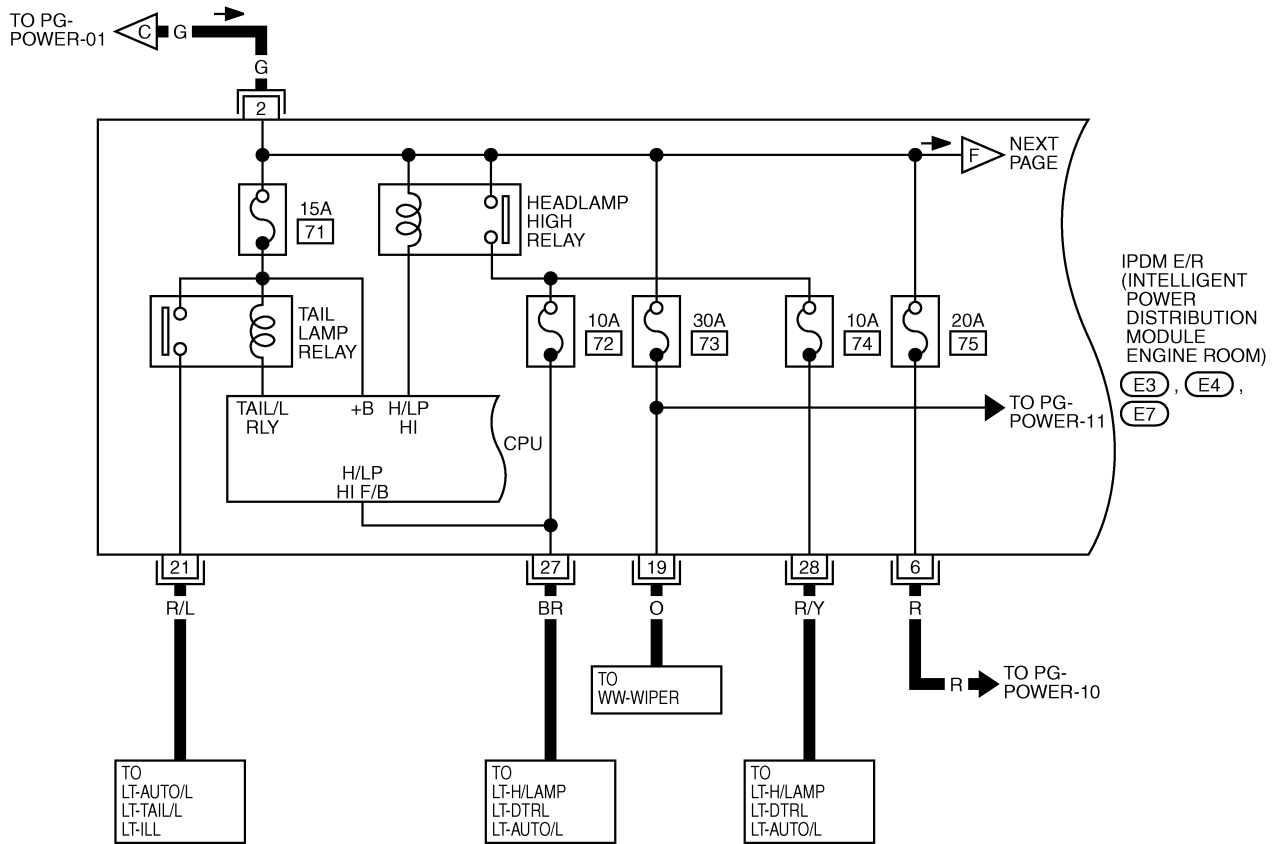 TO PG-
POWER-01
C
G
G
2
F
NEXT
PAGE
15A
71
HEADLAMP
HIGH
RELAY
TAIL
LAMP
RELAY
10A
72
30A
73
10A
74
20A
75
IPDM E/R
(INTELLIGENT
POWER
DISTRIBUTION
MODULE
ENGINE ROOM)
E3 , E4 ,
E7
TAIL/L
RLY
+B
H/LP
HI
CPU
H/LP
HI F/B
TO PG-
POWER-11
21
27
19
28
6
R/L
BR
O
R/Y
R
R
TO PG-
POWER-10
TO
WW-WIPER
TO
LT-AUTO/L
LT-TAIL/L
LT-ILL
TO
LT-H/LAMP
LT-DTRL
LT-AUTO/L
TO
LT-H/LAMP
LT-DTRL
LT-AUTO/L